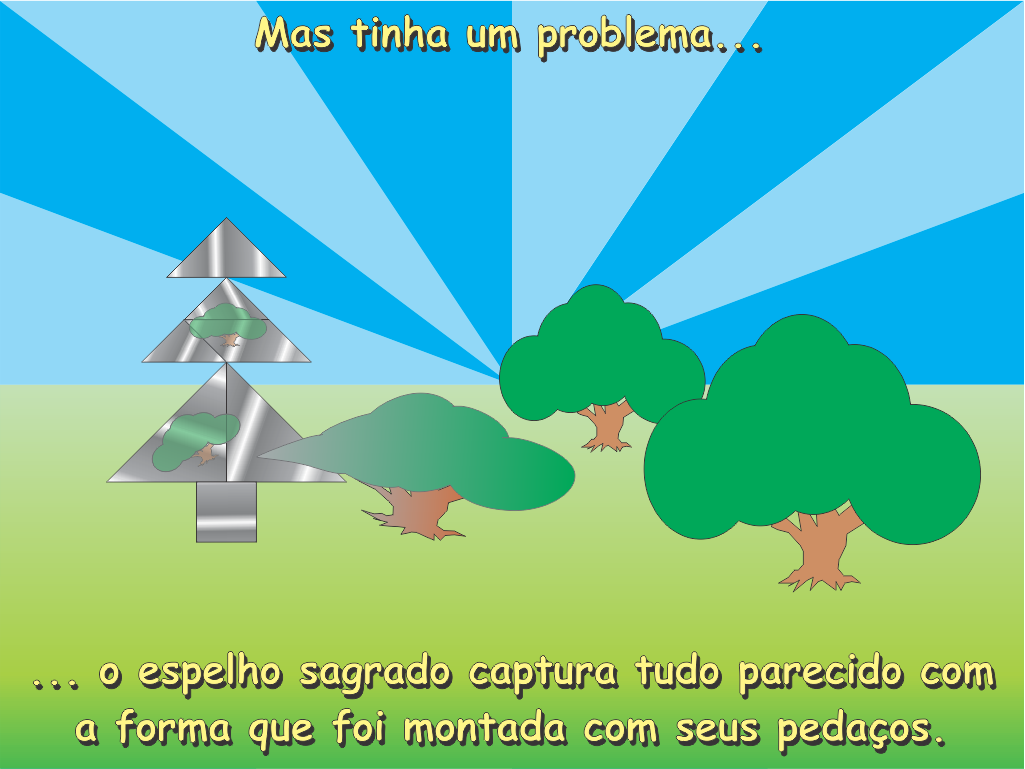 Mas tinha um problema...
... o espelho sagrado captura tudo parecido com
a forma que foi montada com seus pedaços.